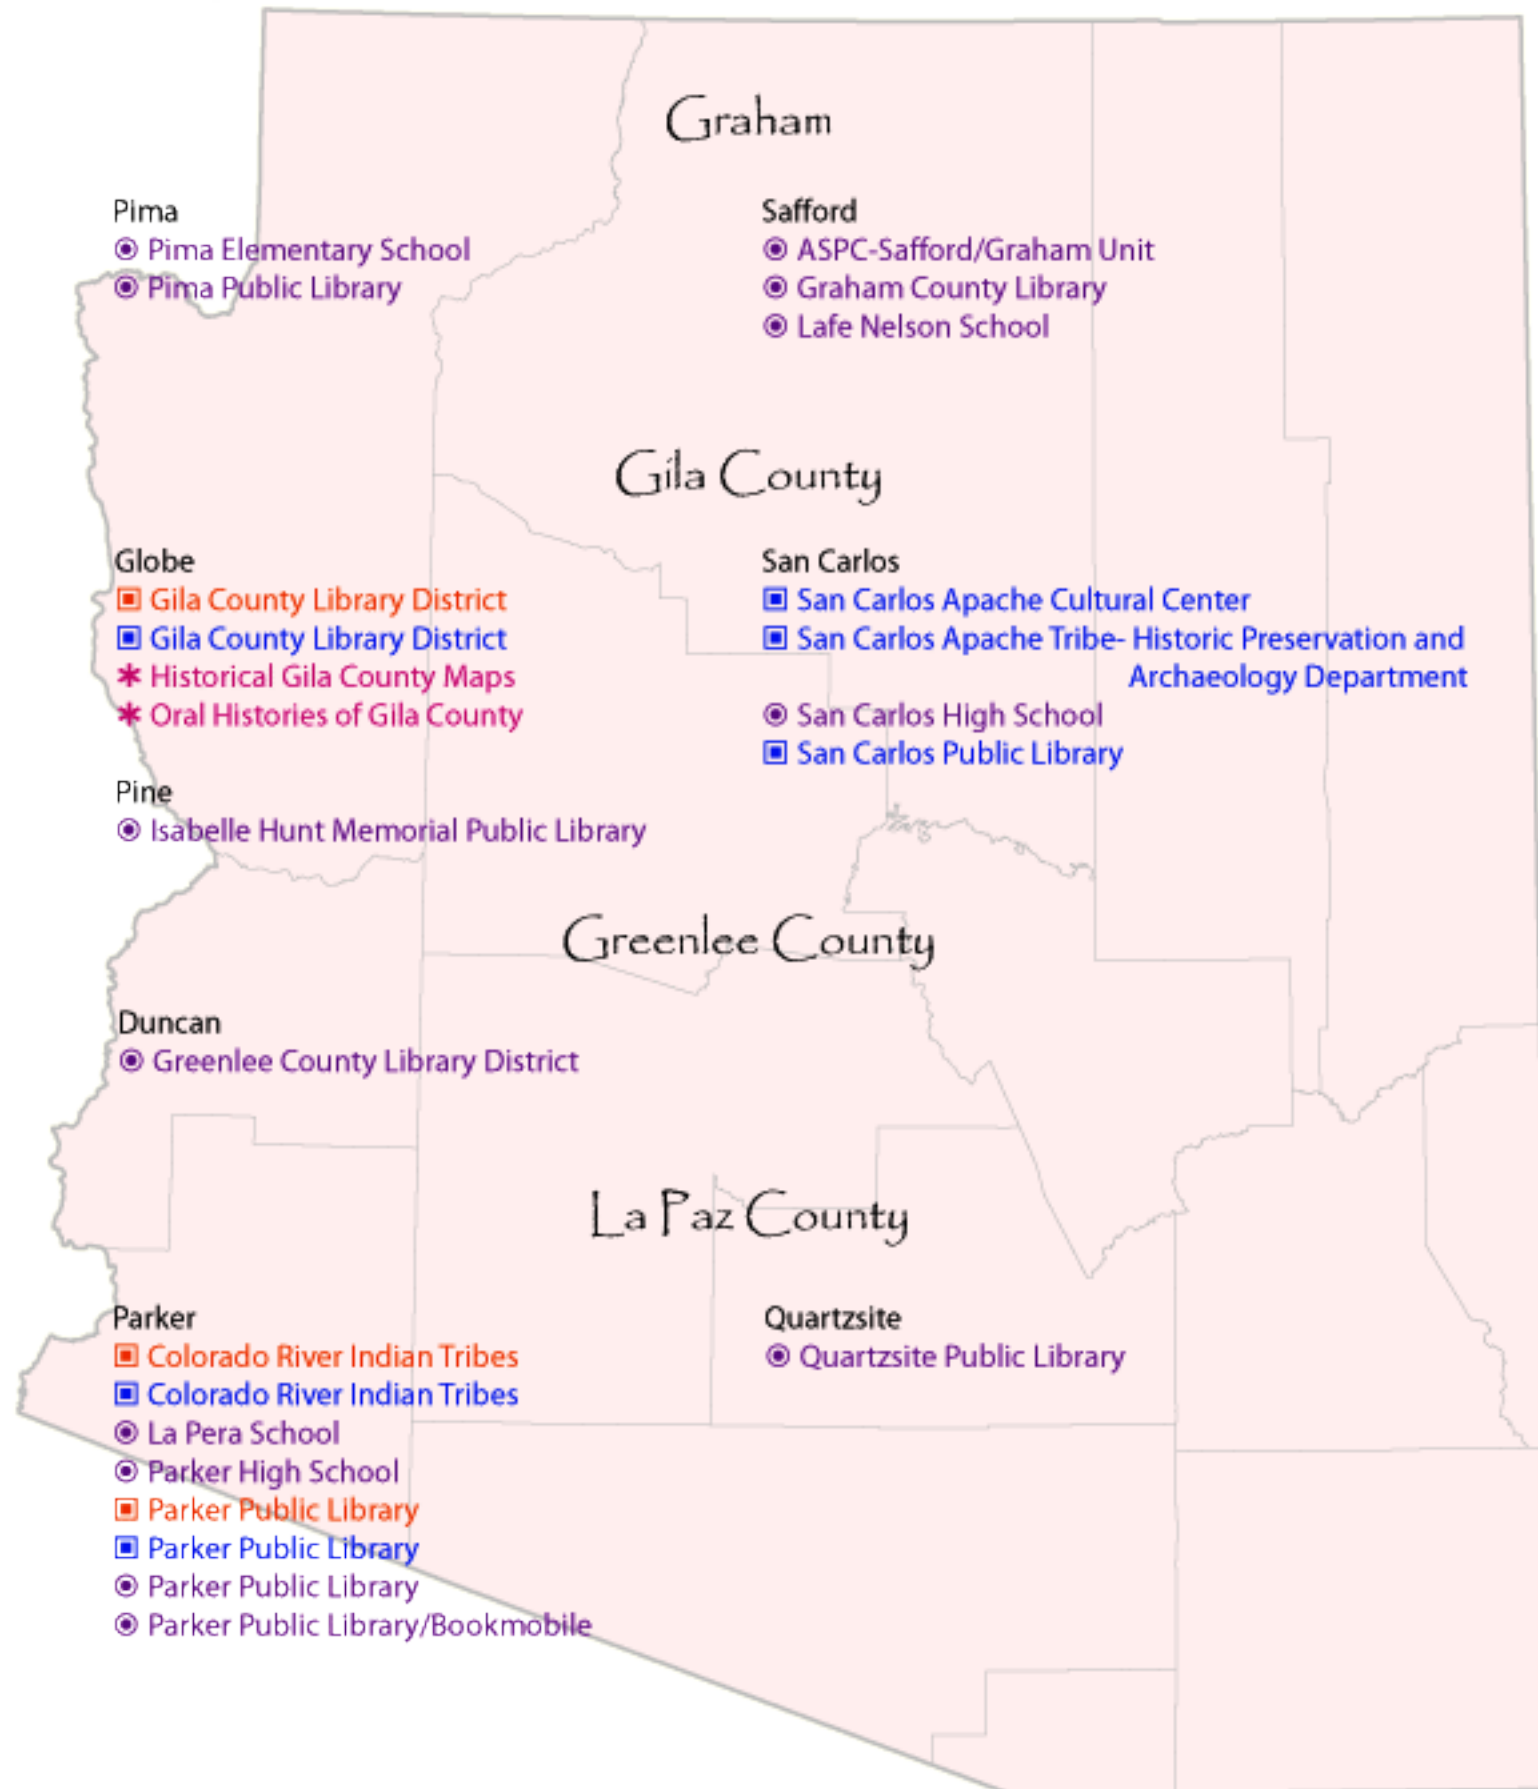 Graham
Pima
Pima Elementary School
Pima Public Library
Safford
ASPC-Safford/Graham Unit
Graham County Library
Lafe Nelson School
Gila County
Globe
Gila County Library District
Gila County Library District
Historical Gila County Maps
Oral Histories of Gila County
Pine
Isabelle Hunt Memorial Public Library
San Carlos
San Carlos Apache Cultural Center
San Carlos Apache Tribe- Historic Preservation and
Archaeology Department
San Carlos High School
San Carlos Public Library
Greenlee County
Duncan
Greenlee County Library District
La Paz County
Parker
Colorado River Indian Tribes
Colorado River Indian Tribes
La Pera School
Parker High School
Parker Public Library
Parker Public Library
Parker Public Library
Parker Public Library/Bookmobile
Quartzsite
Quartzsite Public Library